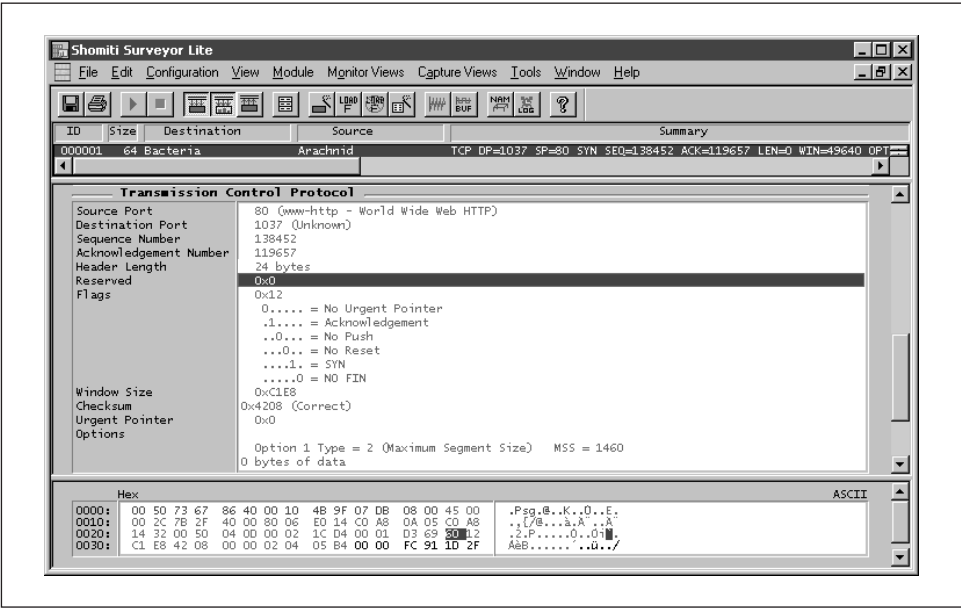 Shomiti Surveyor Lite
File Edit Configuration View Module Monitor Views Capture Views Tools Window Help
LOAD F STORE BUF NAM LOG
ID Size Destination Source Summary
000001 64 Bacteria Arachnid TCP DP=1037 SP=80 SYN SEQ=138452 ACK=119657 LEN=0 WIN=49640 OPT
Transmission Control Protocol
Source Port 80 (www-http - World Wide Web HTTP)
Destination Port 1037 (Unknown)
Sequence Number 138452
Acknowledgement Number 119657
Header Length 24 bytes
Reserved 0x0
Flags 0x12
0..... = No Urgent Pointer
.1.... = Acknowledgement
..0... = No Push
...0.. = No Reset
....1. = SYN
.....0 = NO FIN
Window Size 0xC1E8
Checksum 0x4208 (Correct)
Urgent Pointer 0x0
Options
Option 1 Type = 2 (Maximum Segment Size) MSS = 1460
0 bytes of data
Hex ASCII
0000: 00 50 73 67 86 40 00 10 4B 9F 07 DB 08 00 45 00 .Psg.@..K..O..E.
0010: 00 2C 7B 2F 40 00 80 06 E0 14 C0 A8 0A 05 C0 A8 .,{/@...à.À¨..À¨
0020: 14 32 00 50 04 0D 00 02 1C D4 00 01 D3 69 60 12 .2.P.....O..Oi.
0030: C1 E8 42 08 00 00 02 04 05 B4 00 00 FC 91 1D 2F ÁèB......´..ü../